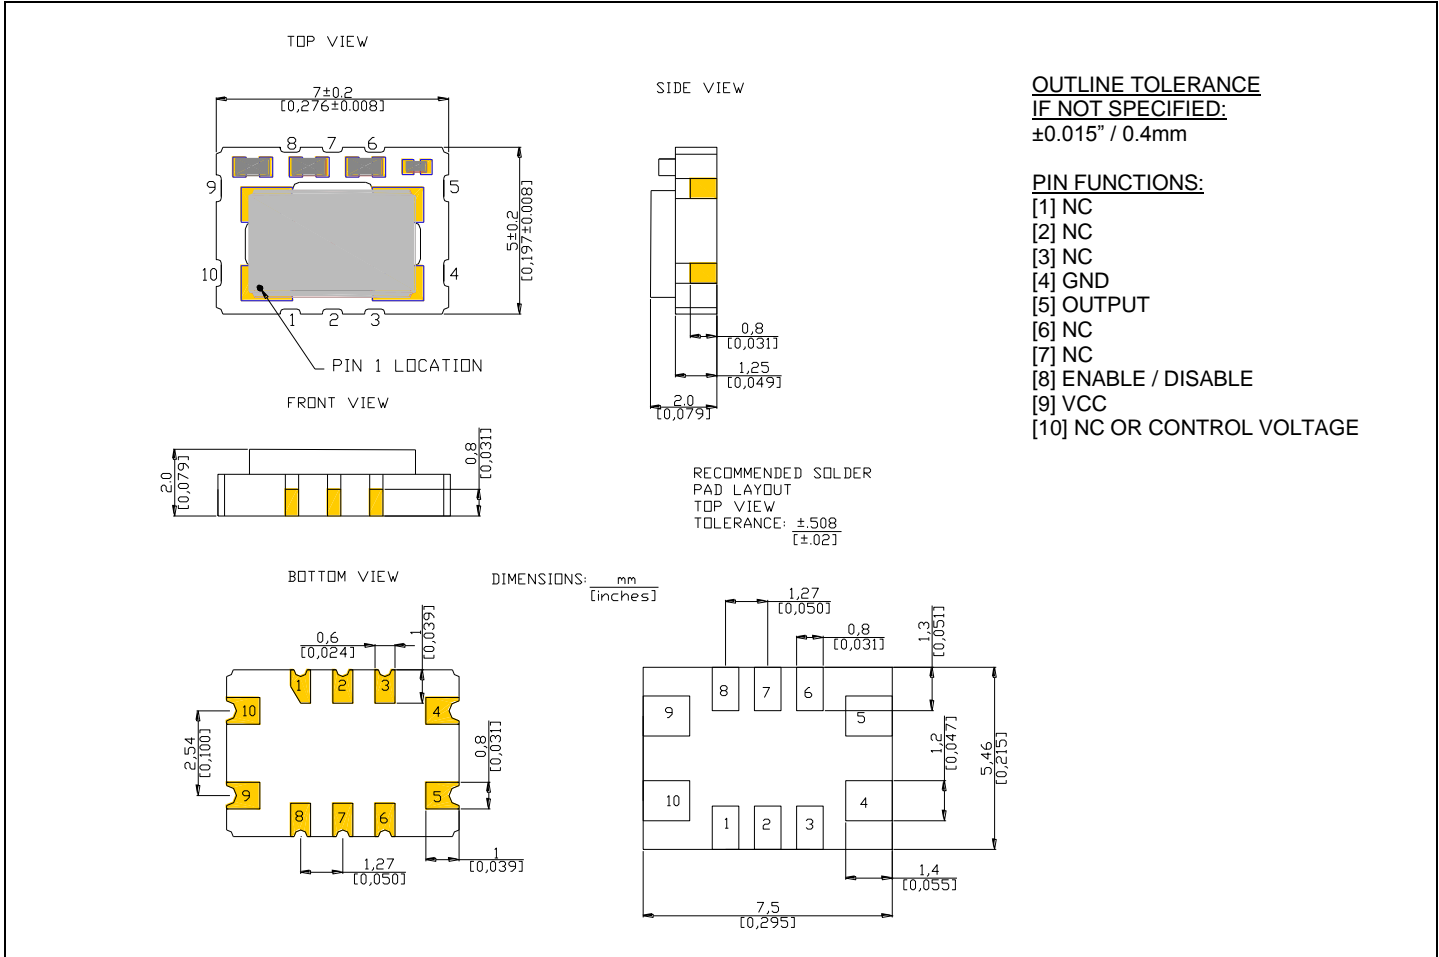 TOP VIEW
7±0.2
[0,276±0.008]
8 7 6
9
5
10
4
1 2 3
5±0.2
[0,197±0.008]
PIN 1 LOCATION
SIDE VIEW
0,8
[0,031]
1,25
[0,049]
2.0
[0,079]
OUTLINE TOLERANCE
IF NOT SPECIFIED:
±0.015” / 0.4mm
PIN FUNCTIONS:
[1] NC
[2] NC
[3] NC
[4] GND
[5] OUTPUT
[6] NC
[7] NC
[8] ENABLE / DISABLE
[9] VCC
[10] NC OR CONTROL VOLTAGE
FRONT VIEW
2.0
[0,079]
0,8
[0,031]
RECOMMENDED SOLDER
PAD LAYOUT
TOP VIEW
TOLERANCE: ±.508
[±.02]
BOTTOM VIEW
DIMENSIONS: mm
[inches]
0,6
[0,024]
1
[0,039]
1 2 3
10
4
2,54
[0,100]
0,8
[0,031]
9
5
8 7 6
1,27
[0,050]
1
[0,039]
1,27
[0,050]
0,8
[0,031]
1,3
[0,051]
8 7 6
9
5
1,2
[0,047]
5,46
[0,215]
10
4
1 2 3
1,4
[0,055]
7,5
[0,295]